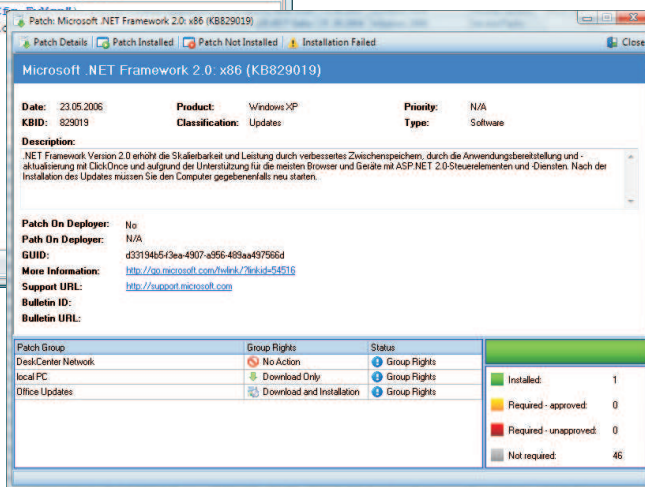 Patch: Microsoft .NET Framework 2.0: x86 (KB829019)
Patch Details
Patch Installed
Patch Not Installed
Installation Failed
Close
Microsoft .NET Framework 2.0: x86 (KB829019)
Date: 23.05.2006 Product: Windows XP Priority: N/A
KBID: 829019 Classification: Updates Type: Software
Description:
.NET Framework Version 2.0 erhöht die Skalierbarkeit und Leistung durch verbessertes Zwischenspeichern, durch die Anwendungsbereitstellung und -
aktualisierung mit ClickOnce und aufgrund der Unterstützung für die meisten Browser und Geräte mit ASP.NET 2.0-Steuerelementen und -Diensten. Nach der
Installation des Updates müssen Sie den Computer gegebenenfalls neu starten.
Patch On Deployer: No
Path On Deployer: N/A
GUID: d33194b5-f3ea-4907-a956-489aa497566d
More Information: http://go.microsoft.com/fwlink/?linkid=54516
Support URL: http://support.microsoft.com
Bulletin ID:
Bulletin URL:
Patch Group Group Rights Status
DeskCenter Network No Action Group Rights
local PC Download Only Group Rights
Office Updates Download and Installation Group Rights
Installed: 1
Required - approved: 0
Required - unapproved: 0
Not required: 46